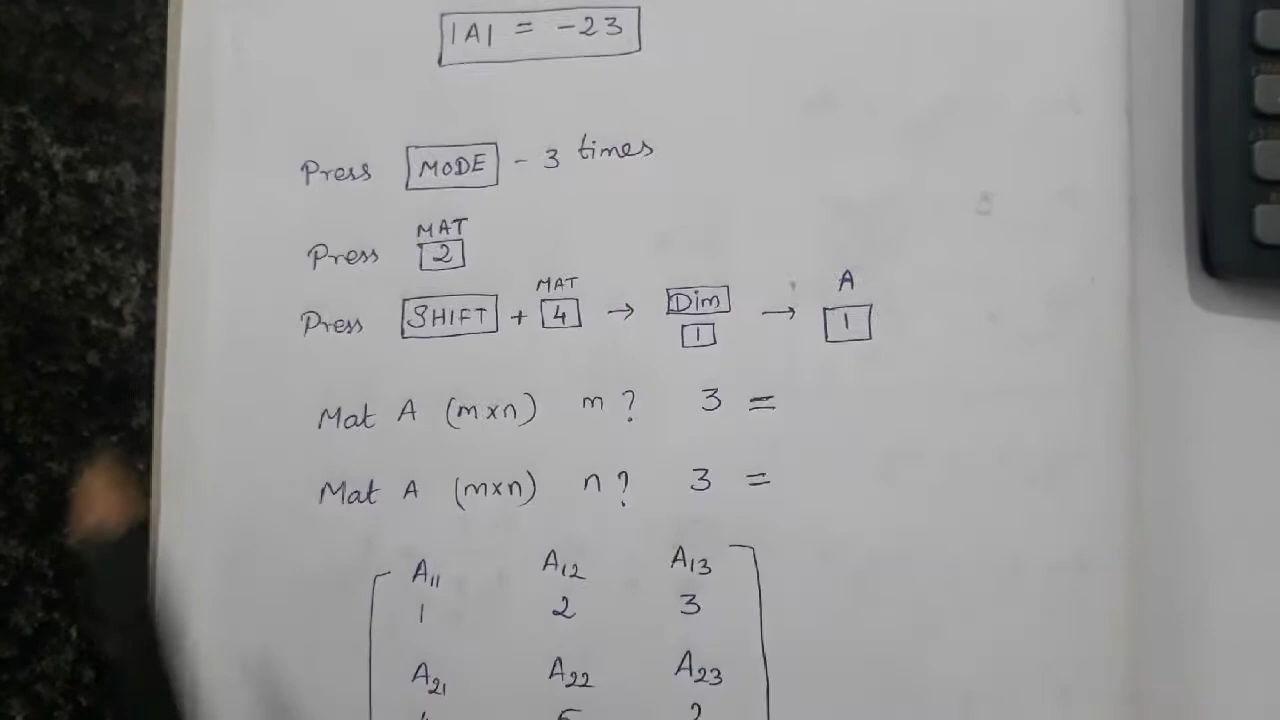 |A| = -23
Press MODE - 3 times
MAT
Press 2
MAT A
Press SHIFT + 4 → Dim → 1
1
Mat A (m×n) m? 3 =
Mat A (m×n) n? 3 =
A11 A12 A13
1 2 3
A21 A22 A23